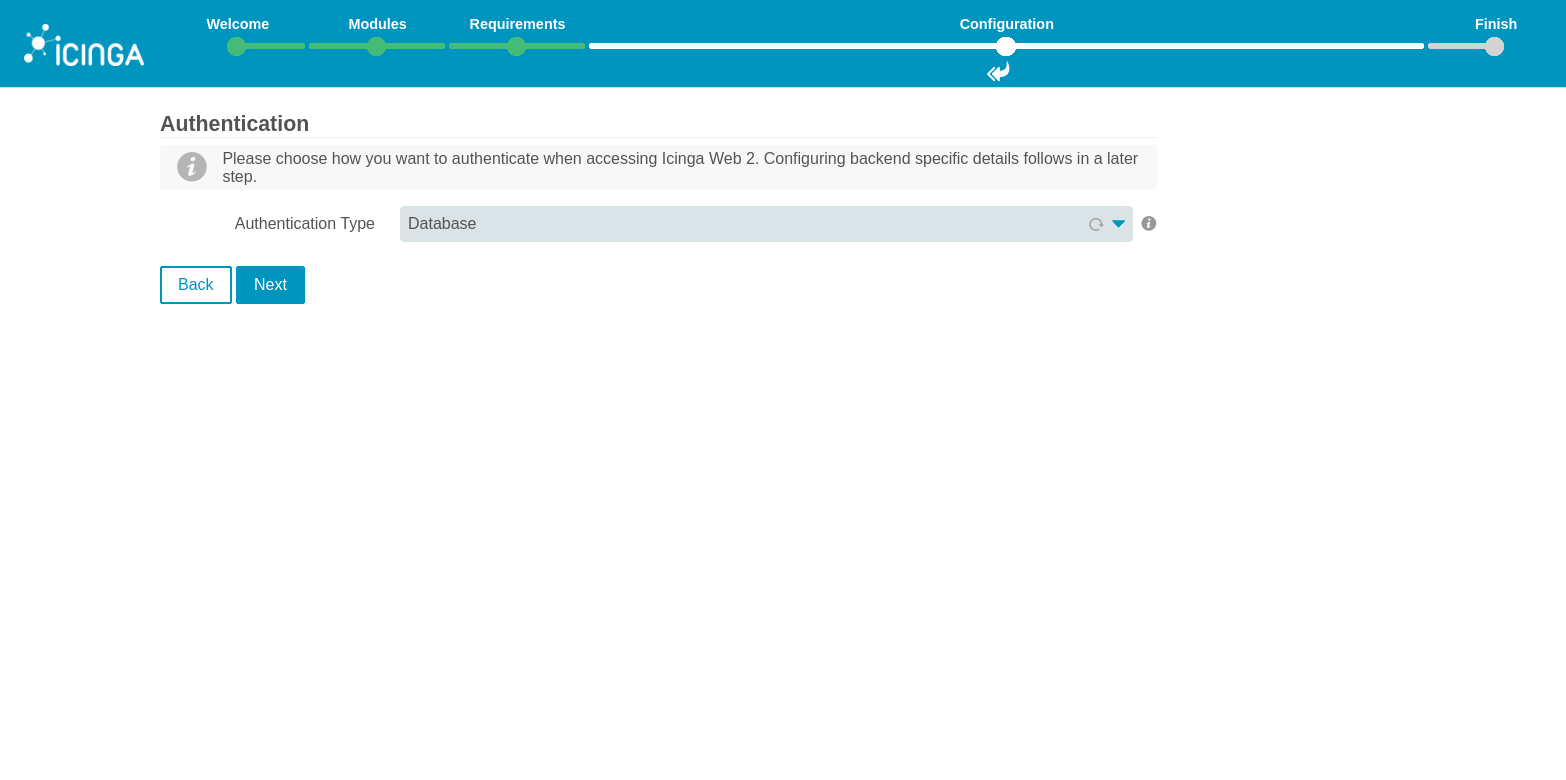 ICINGA
Welcome
Modules
Requirements
Configuration
Finish
Authentication
Please choose how you want to authenticate when accessing Icinga Web 2. Configuring backend specific details follows in a later
step.
Authentication Type
Database
Back
Next